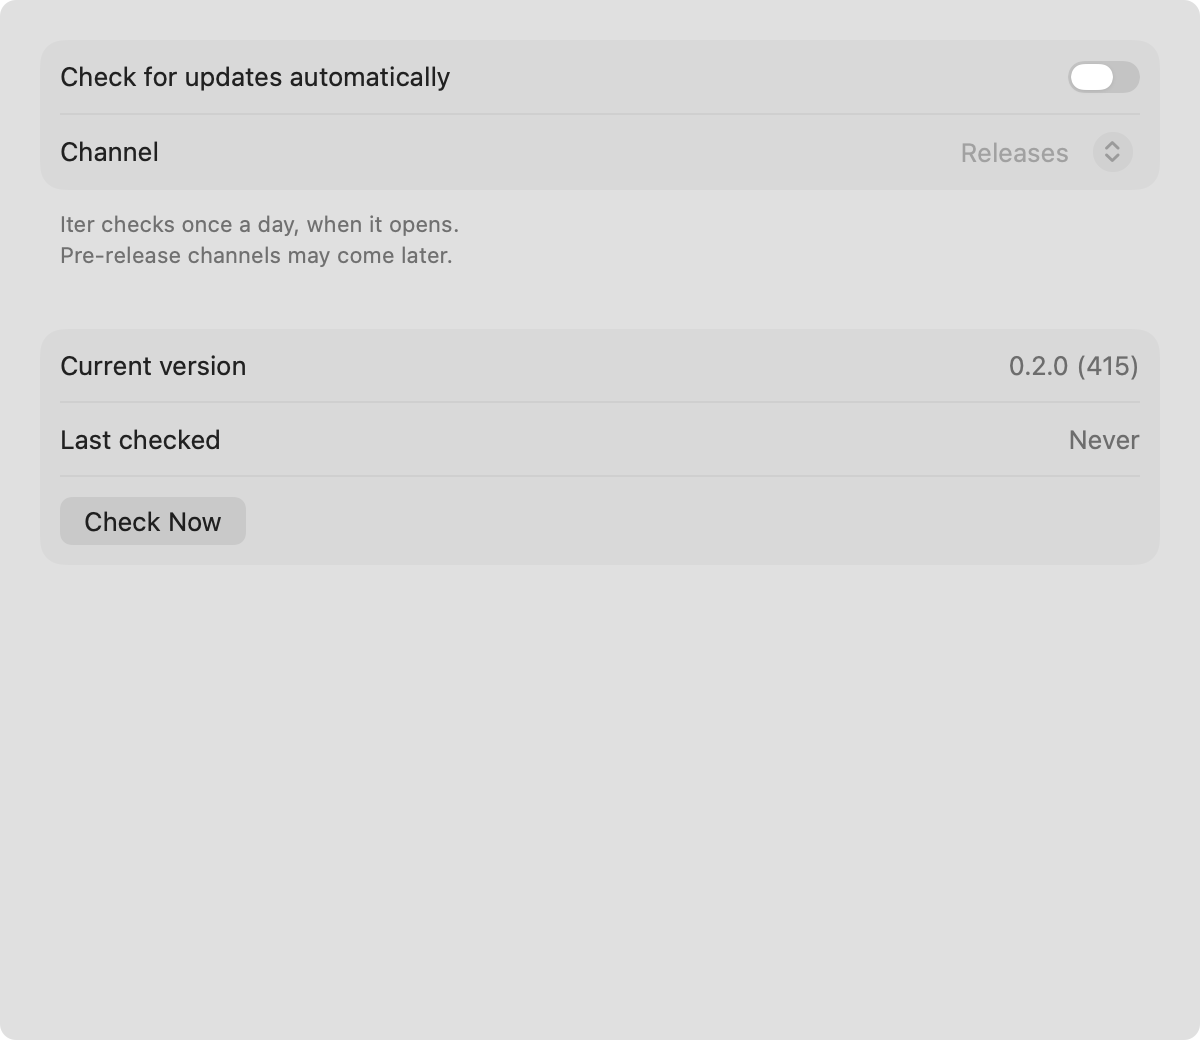 Check for updates automatically
Channel
Releases
Iter checks once a day, when it opens.
Pre-release channels may come later.
Current version
0.2.0 (415)
Last checked
Never
Check Now